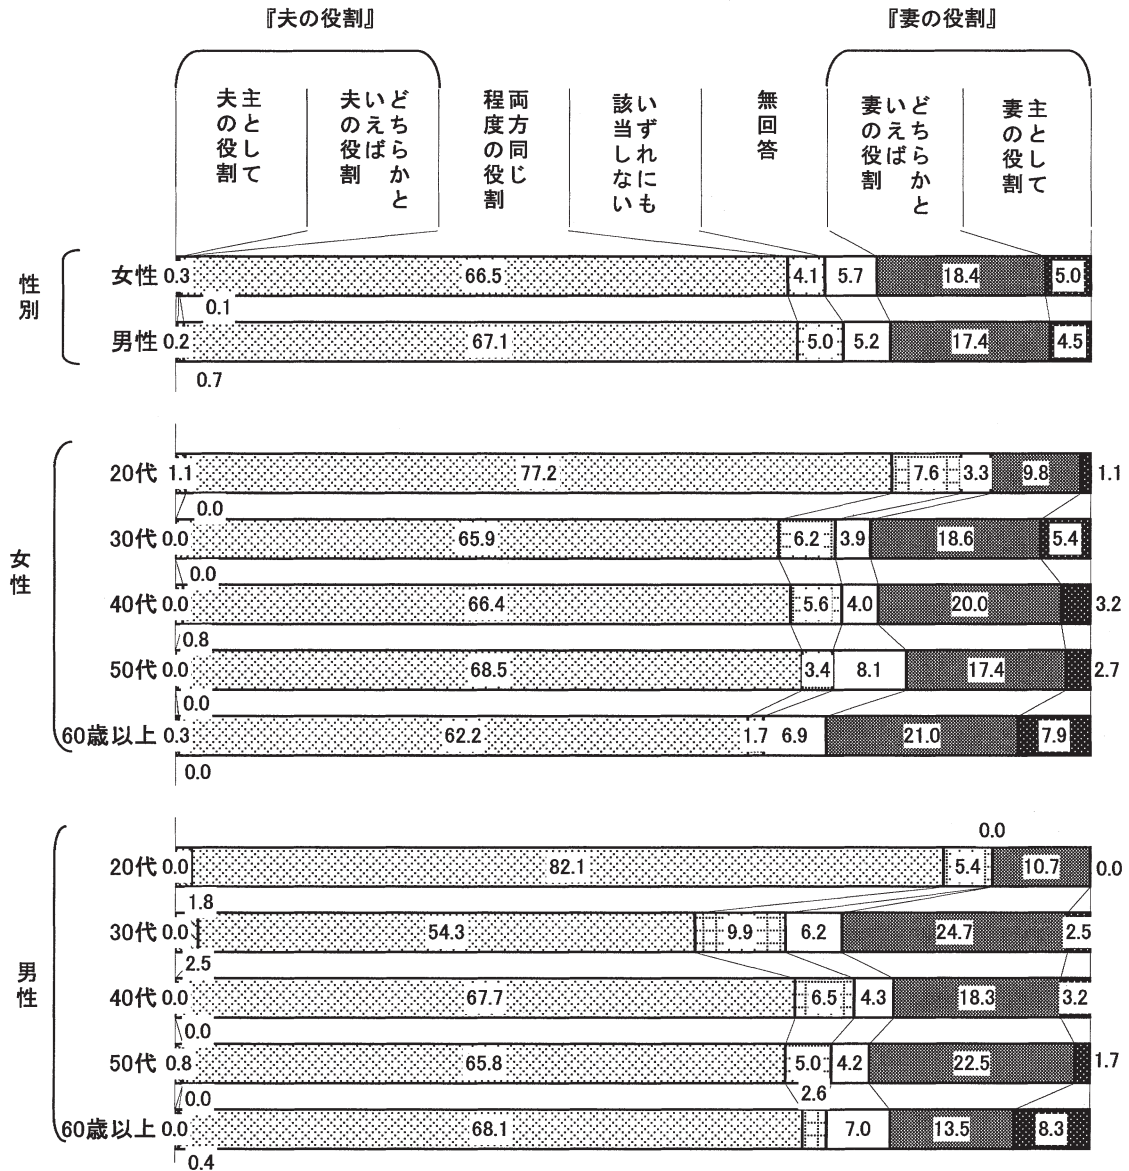 『夫の役割』
『妻の役割』
主として
夫の役割
どちらかと
いえば
夫の役割
両方同じ
程度の役割
いずれにも
該当しない
無回答
どちらかと
いえば
妻の役割
主として
妻の役割
性別
女性 0.3 66.5 4.1 5.7 18.4 5.0
0.1
男性 0.2 67.1 5.0 5.2 17.4 4.5
0.7
女性
20代 1.1 77.2 7.6 3.3 9.8 1.1
0.0
30代 0.0 65.9 6.2 3.9 18.6 5.4
0.0
40代 0.0 66.4 5.6 4.0 20.0 3.2
0.8
50代 0.0 68.5 3.4 8.1 17.4 2.7
0.0
60歳以上 0.3 62.2 1.7 6.9 21.0 7.9
0.0
男性
0.0
20代 0.0 82.1 5.4 10.7 0.0
1.8
30代 0.0 54.3 9.9 6.2 24.7 2.5
2.5
40代 0.0 67.7 6.5 4.3 18.3 3.2
0.0
50代 0.8 65.8 5.0 4.2 22.5 1.7
0.0 2.6
60歳以上 0.0 68.1 7.0 13.5 8.3
0.4